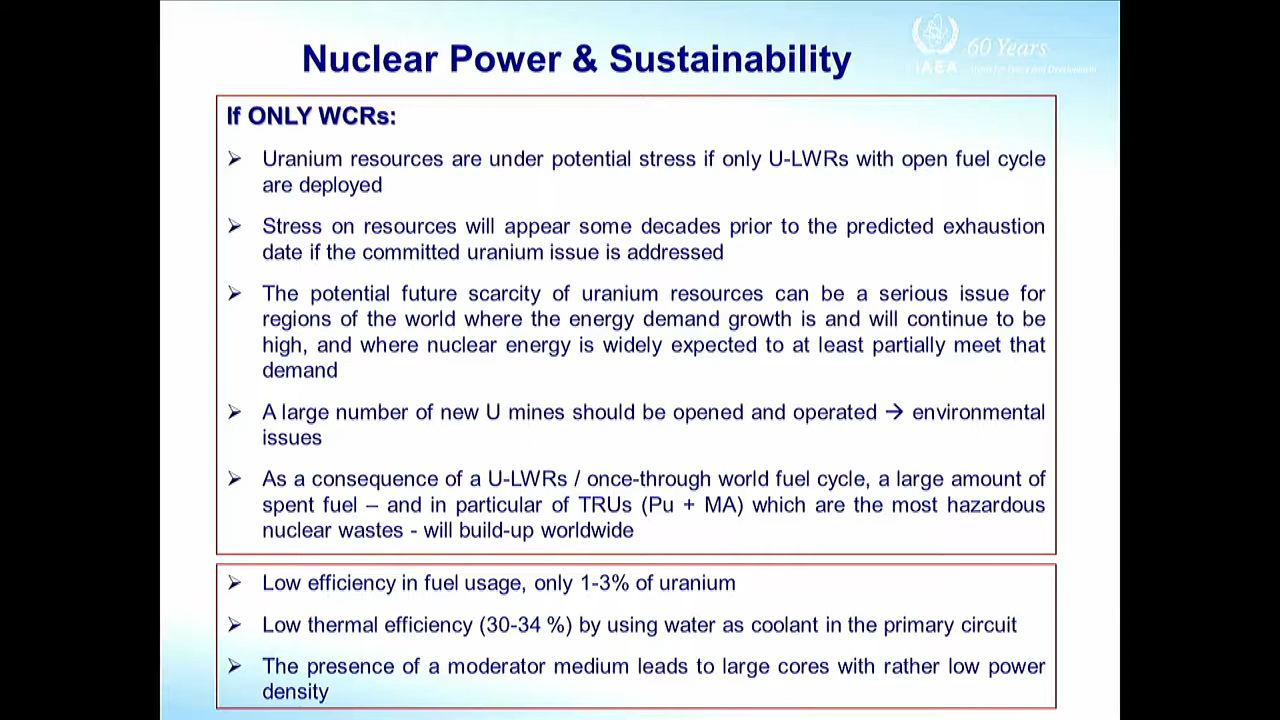 Nuclear Power & Sustainability
60 Years
IAEA
If ONLY WCRs:
➢ Uranium resources are under potential stress if only U-LWRs with open fuel cycle
are deployed
➢ Stress on resources will appear some decades prior to the predicted exhaustion
date if the committed uranium issue is addressed
➢ The potential future scarcity of uranium resources can be a serious issue for
regions of the world where the energy demand growth is and will continue to be
high, and where nuclear energy is widely expected to at least partially meet that
demand
➢ A large number of new U mines should be opened and operated → environmental
issues
➢ As a consequence of a U-LWRs / once-through world fuel cycle, a large amount of
spent fuel – and in particular of TRUs (Pu + MA) which are the most hazardous
nuclear wastes - will build-up worldwide
➢ Low efficiency in fuel usage, only 1-3% of uranium
➢ Low thermal efficiency (30-34 %) by using water as coolant in the primary circuit
➢ The presence of a moderator medium leads to large cores with rather low power
density